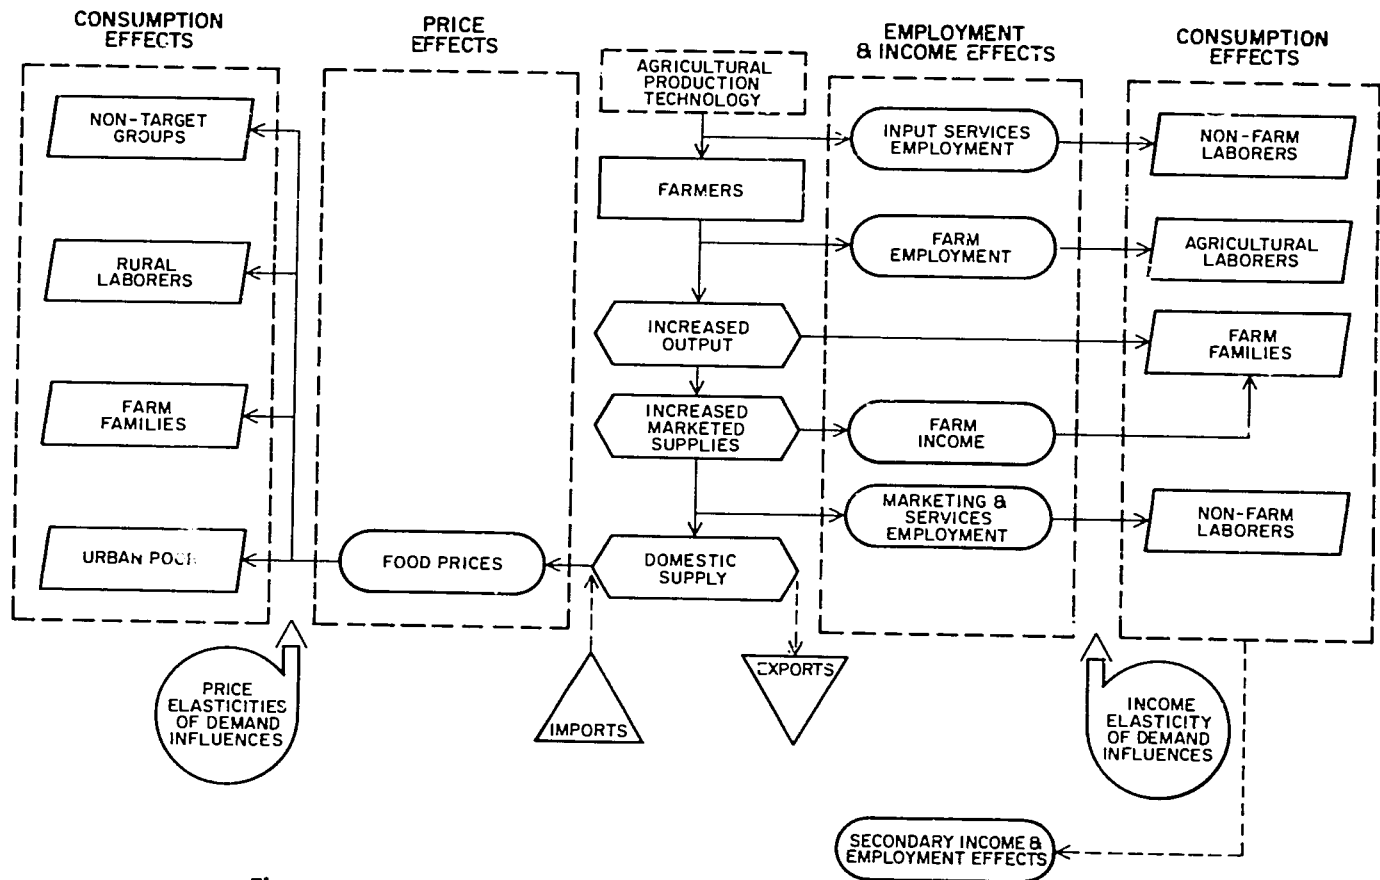 CONSUMPTION
EFFECTS
NON-TARGET
GROUPS
RURAL
LABORERS
FARM
FAMILIES
URBAN
PRICE
EFFECTS
FOOD PRICES
AGRICULTURAL
PRODUCTION
TECHNOLOGY
FARMERS
INCREASED
OUTPUT
INCREASED
MARKETED
SUPPLIES
DOMESTIC
SUPPLY
EMPLOYMENT
& INCOME EFFECTS
INPUT SERVICES
EMPLOYMENT
FARM
EMPLOYMENT
FARM
INCOME
MARKETING &
SERVICES
EMPLOYMENT
CONSUMPTION
EFFECTS
NON-FARM
LABORERS
AGRICULTURAL
LABORERS
FARM
FAMILIES
NON-FARM
LABORERS
PRICE
ELASTICITIES
OF DEMAND
INFLUENCES
IMPORTS
EXPORTS
INCOME
ELASTICITY
OF DEMAND
INFLUENCES
SECONDARY INCOME &
EMPLOYMENT EFFECTS